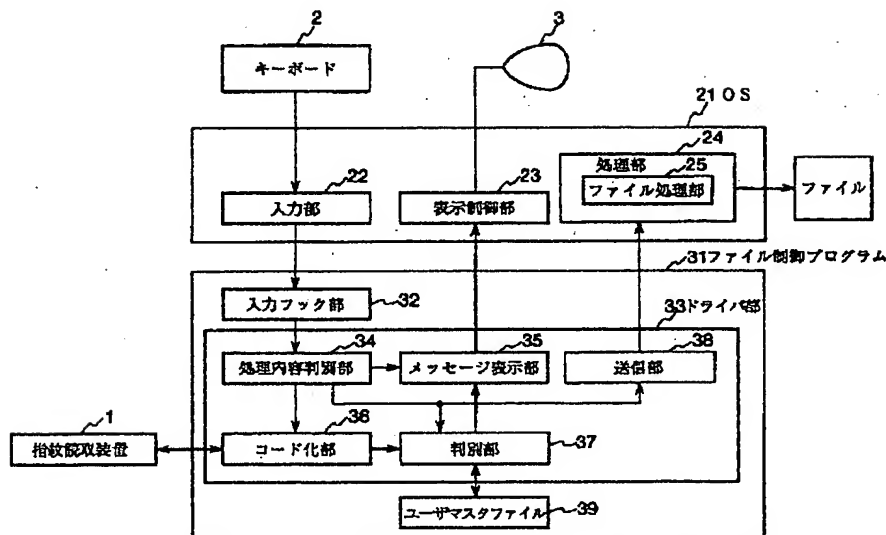 2
3
キーボード
21 OS
24
処理部
22
23
25
入力部
表示制御部
ファイル処理部
ファイル
31ファイル制御プログラム
入力フック部
32
33ドライバ部
34
35
38
処理内容判別部
メッセージ表示部
送信部
1
36
指紋読取装置
コード化部
判別部
37
ユーザマスタファイル
39